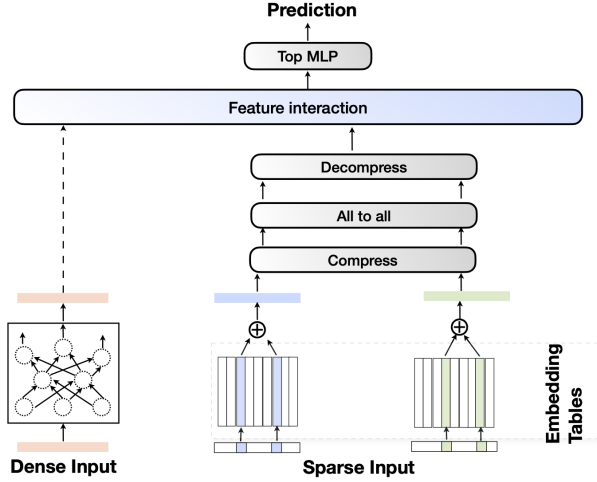 Prediction
Top MLP
Feature interaction
Decompress
All to all
Compress
Embedding
Tables
Dense Input
Sparse Input